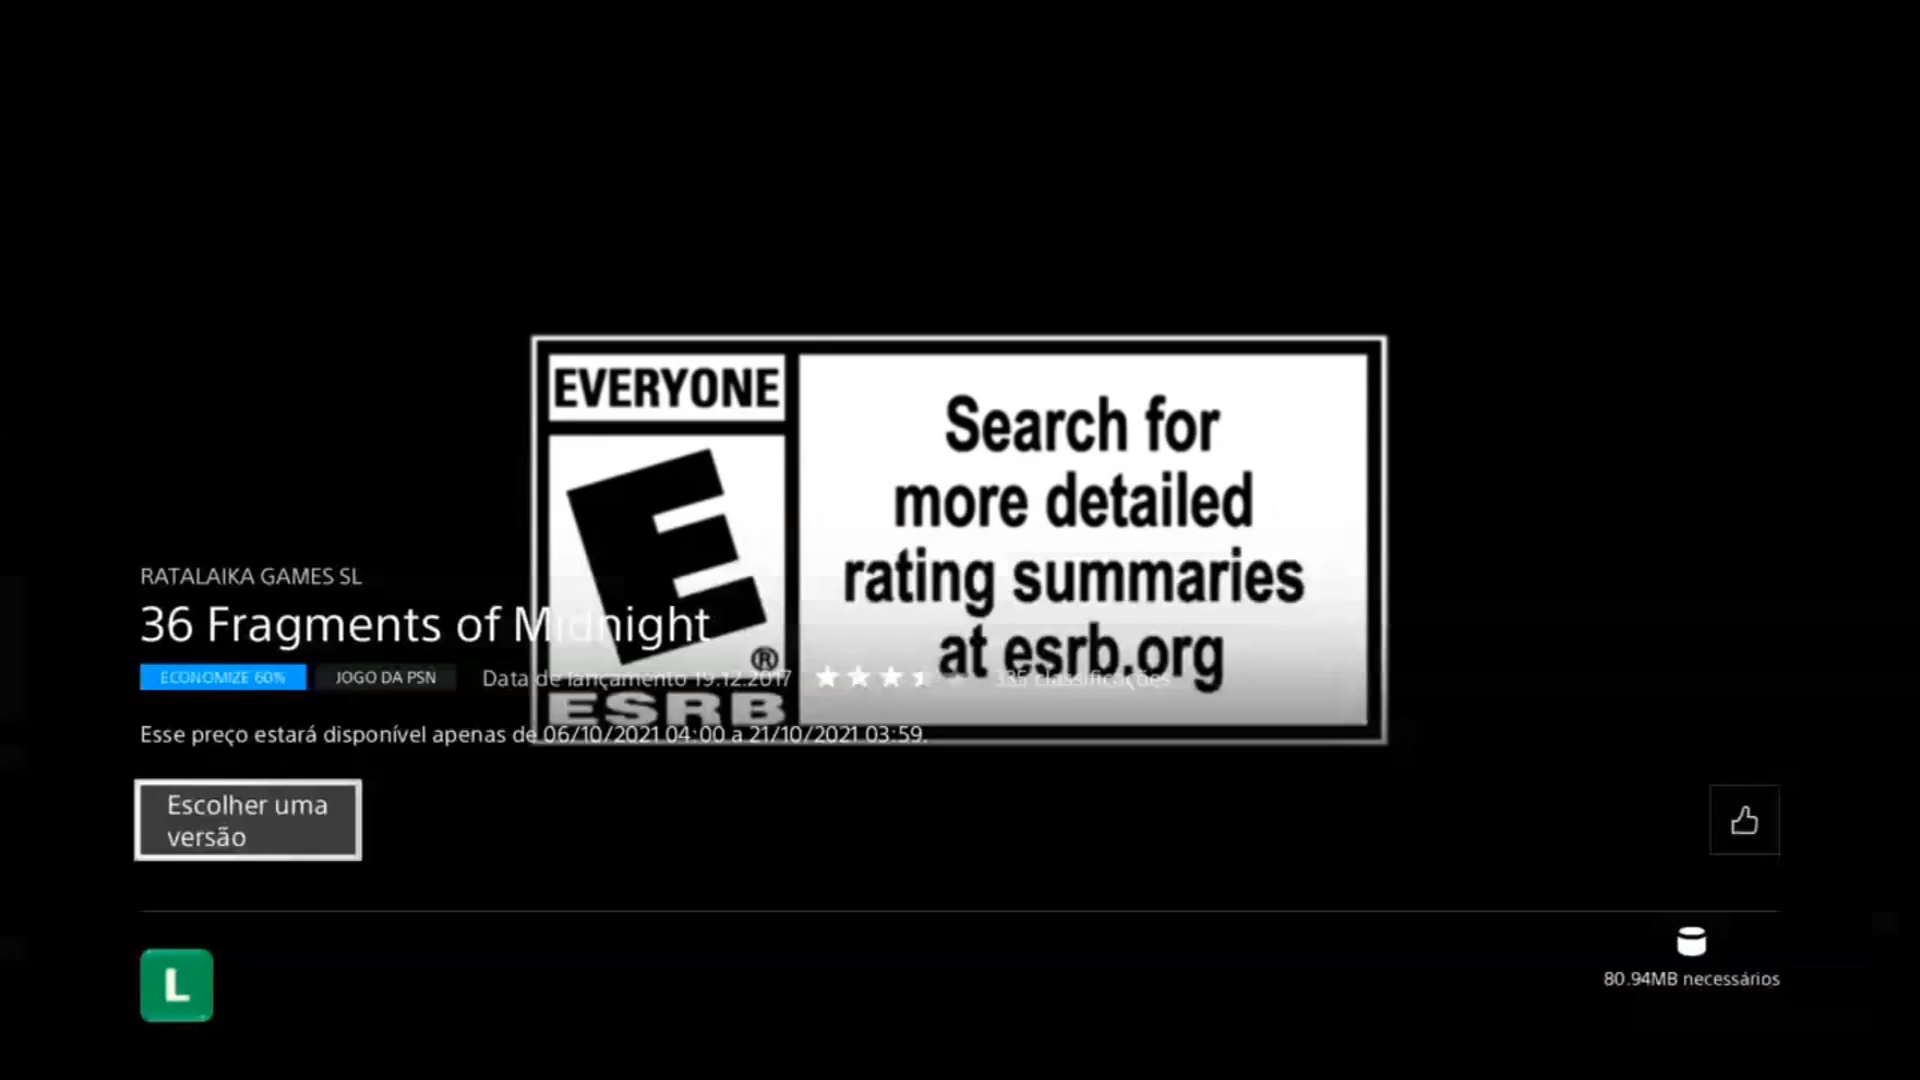 EVERYONE
E
®
ESRB
Search for
more detailed
rating summaries
at esrb.org
RATALAIKA GAMES SL
36 Fragments of Midnight
ECONOMIZE 60%
JOGO DA PSN
Data de lançamento 19.12.2017
335 classificações
Esse preço estará disponível apenas de 06/10/2021 04:00 a 21/10/2021 03:59.
Escolher uma
versão
L
80.94MB necessários